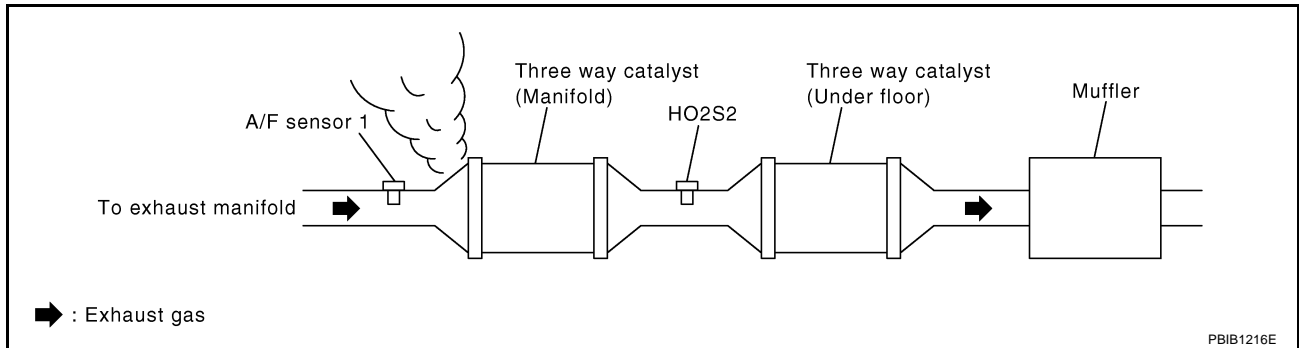 Three way catalyst
(Manifold)
Three way catalyst
(Under floor)
Muffler
A/F sensor 1
HO2S2
To exhaust manifold
: Exhaust gas
PBIB1216E